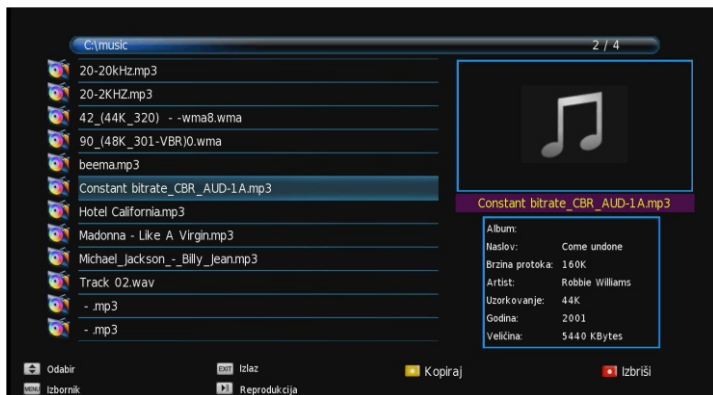 C:\music 2 / 4
20-20kHz.mp3
20-2KHZ.mp3
42_(44K_320) - -wma8.wma
90_(48K_301-VBR)0.wma
beema.mp3
Constant bitrate_CBR_AUD-1A.mp3
Hotel California.mp3
Madonna - Like A Virgin.mp3
Michael_Jackson_-_Billy_Jean.mp3
Track 02.wav
- .mp3
- .mp3
Constant bitrate_CBR_AUD-1A.mp3
Album:
Naslov: Come undone
Brzina protoka: 160K
Artist: Robbie Williams
Uzorkovanje: 44K
Godina: 2001
Veličina: 5440 KBytes
Odabir EXIT Izlaz Kopiraj Izbriši
MENU Izbornik Reprodukcija